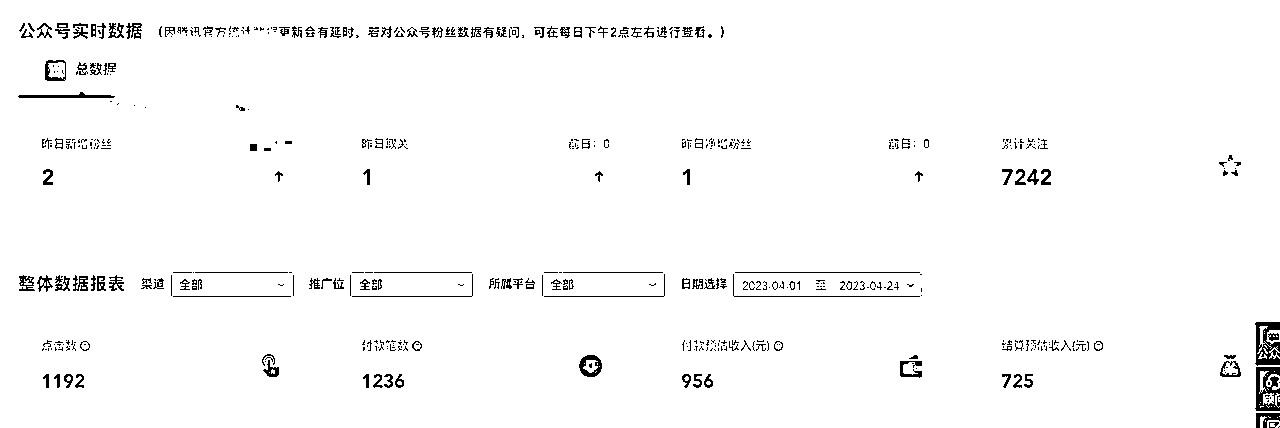 公众号实时数据 (因腾讯官方统计数据更新会有延时，若对公众号粉丝数据有疑问，可在每日下午2点左右进行查看。)
总数据
昨日新增粉丝
2
昨日取关 前日：0
1
昨日净增粉丝 前日：0
1
累计关注
7242
整体数据报表 渠道 全部 推广位 全部 所属平台 全部 日期选择 2023-04-01 至 2023-04-24
点击数
1192
付款笔数
1236
付款预估收入(元)
956
结算预估收入(元)
725
公众
顾问